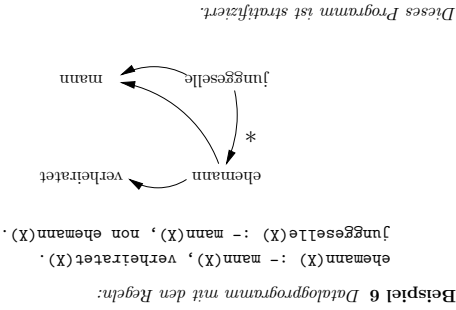 Beispiel 6 Datalogprogramm mit den Regeln:
ehemann(X) :- mann(X), verheiratet(X).
junggeselle(X) :- mann(X), non ehemann(X).
ehemann verheiratet
*
junggeselle mann
Dieses Programm ist stratifiziert.